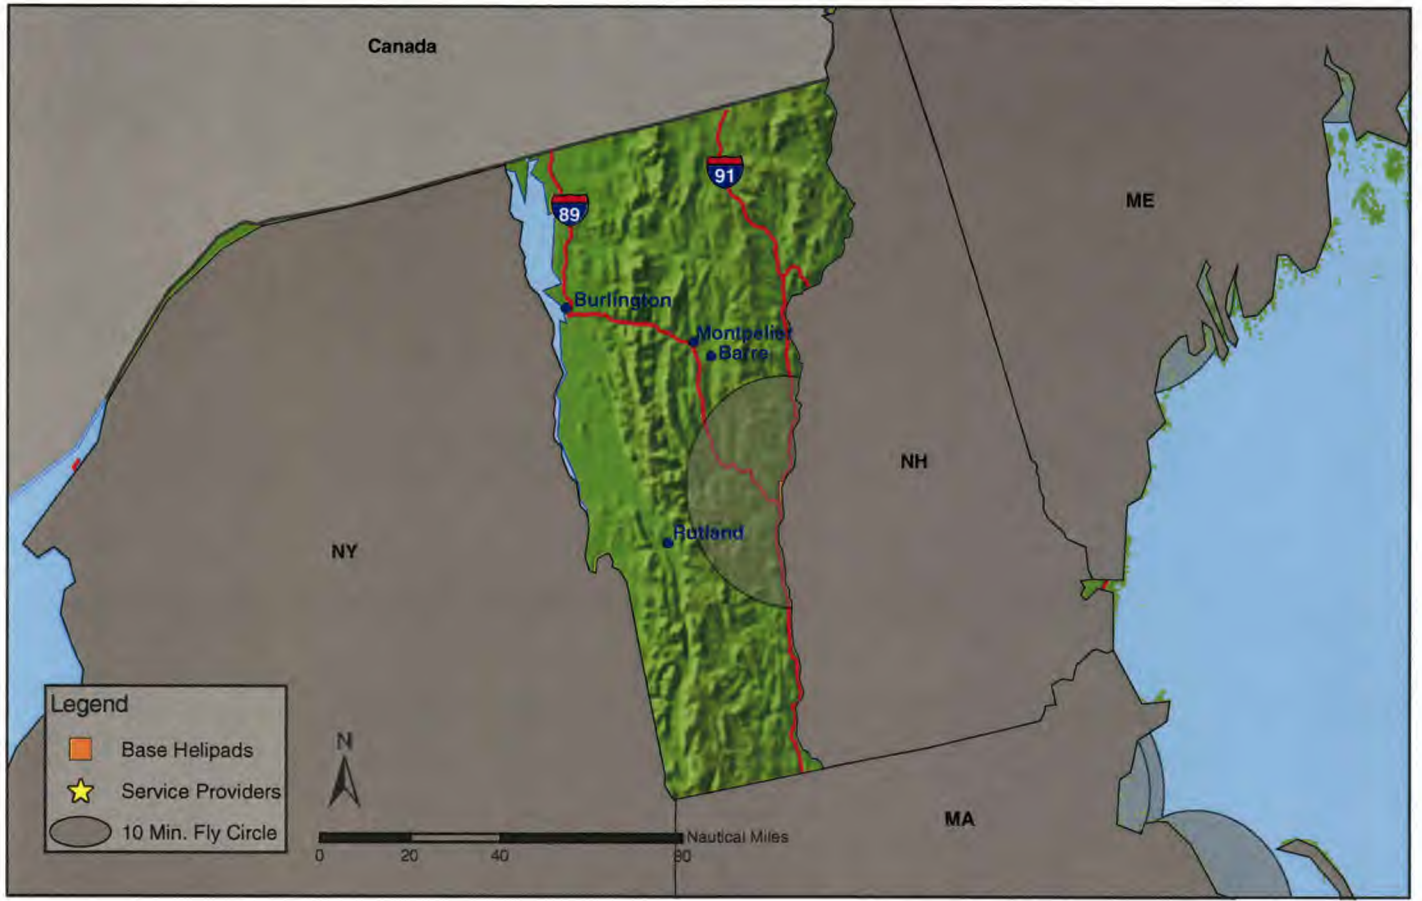 Canada
91
89
ME
Burlington
Montpelier
Barre
NH
Rutland
NY
Legend
Base Helipads
Service Providers
10 Min. Fly Circle
N
Nautical Miles
0 20 40 80
MA